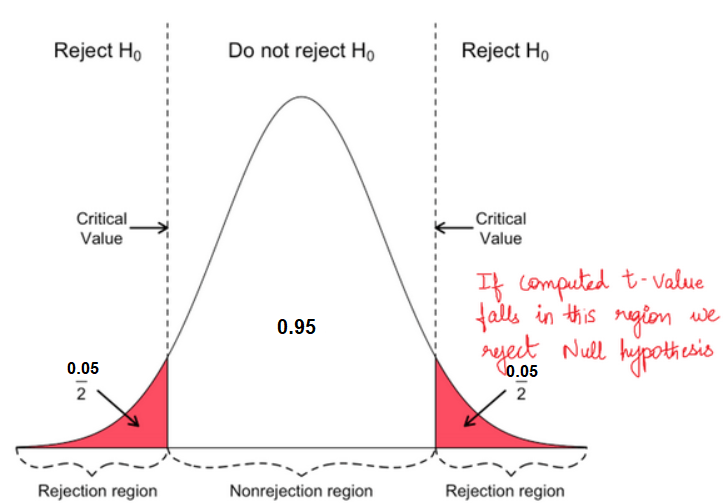 Reject H₀
Do not reject H₀
Reject H₀
Critical
Value
Critical
Value
If computed t-value
falls in this region we
reject Null hypothesis
0.95
0.05
2
0.05
2
Rejection region
Nonrejection region
Rejection region